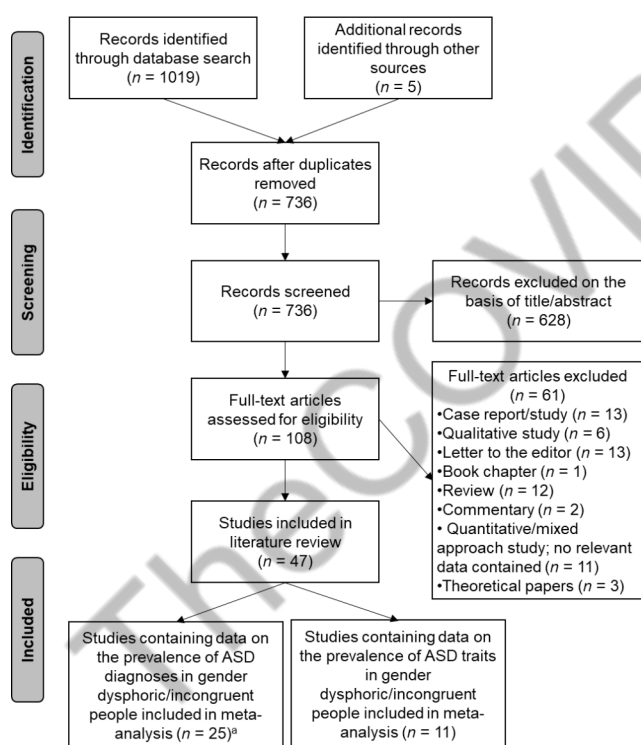 Records identified
through database search
(n = 1019)
Additional records
identified through other
sources
(n = 5)
Identification
Records after duplicates
removed
(n = 736)
Screening
Records screened
(n = 736)
Records excluded on the
basis of title/abstract
(n = 628)
Eligibility
Full-text articles
assessed for eligibility
(n = 108)
Full-text articles excluded
(n = 61)
•Case report/study (n = 13)
•Qualitative study (n = 6)
•Letter to the editor (n = 13)
•Book chapter (n = 1)
•Review (n = 12)
•Commentary (n = 2)
• Quantitative/mixed
approach study; no relevant
data contained (n = 11)
•Theoretical papers (n = 3)
Studies included in
literature review
(n = 47)
Included
Studies containing data on
the prevalence of ASD
diagnoses in gender
dysphoric/incongruent
people included in meta-
analysis (n = 25)ᵃ
Studies containing data on
the prevalence of ASD traits
in gender
dysphoric/incongruent
people included in meta-
analysis (n = 11)
TheCOVID